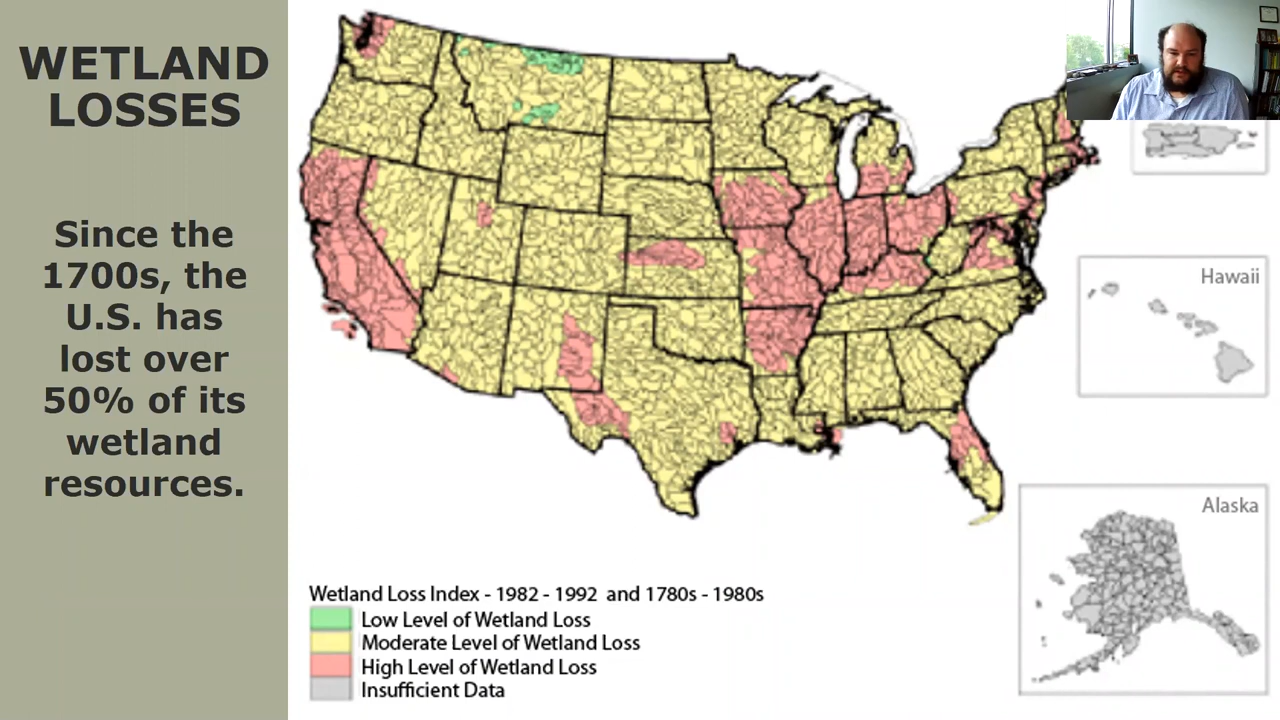 WETLAND
LOSSES
Since the
1700s, the
U.S. has
lost over
50% of its
wetland
resources.
Hawaii
Alaska
Wetland Loss Index - 1982 - 1992 and 1780s - 1980s
Low Level of Wetland Loss
Moderate Level of Wetland Loss
High Level of Wetland Loss
Insufficient Data